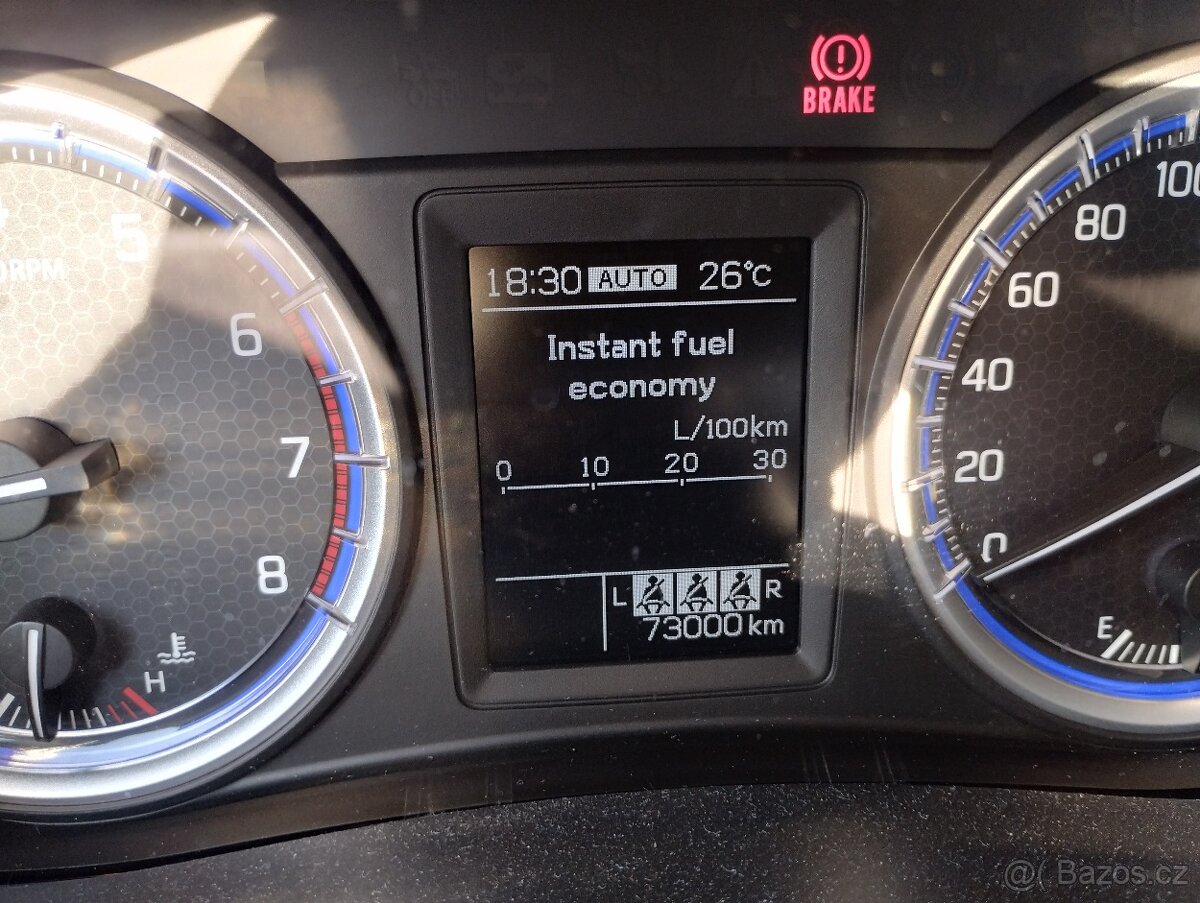 BRAKE
18:30 AUTO 26°C
Instant fuel
economy
L/100km
0 10 20 30
L R
73000 km
5
6
7
8
H
100
80
60
40
20
0
E
@( Bazos.cz